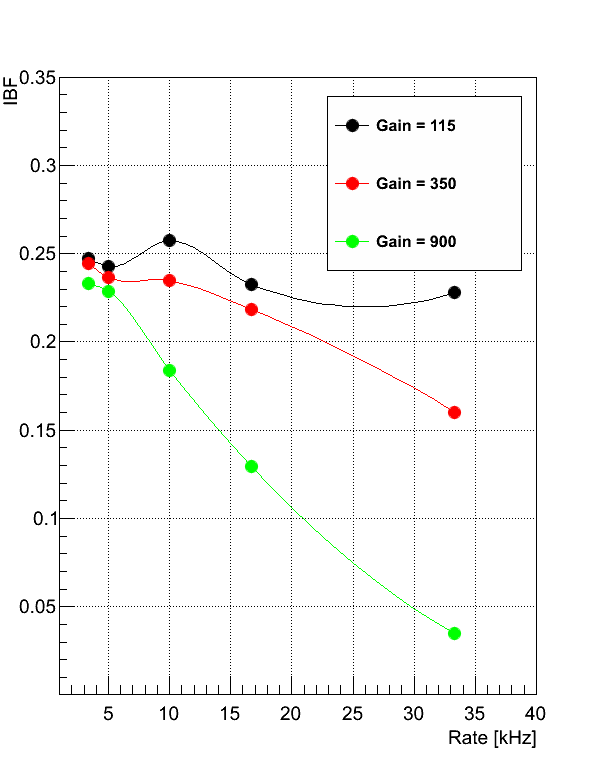 IBF
0.35
0.3
0.25
0.2
0.15
0.1
0.05
Gain = 115
Gain = 350
Gain = 900
5 10 15 20 25 30 35 40
Rate [kHz]